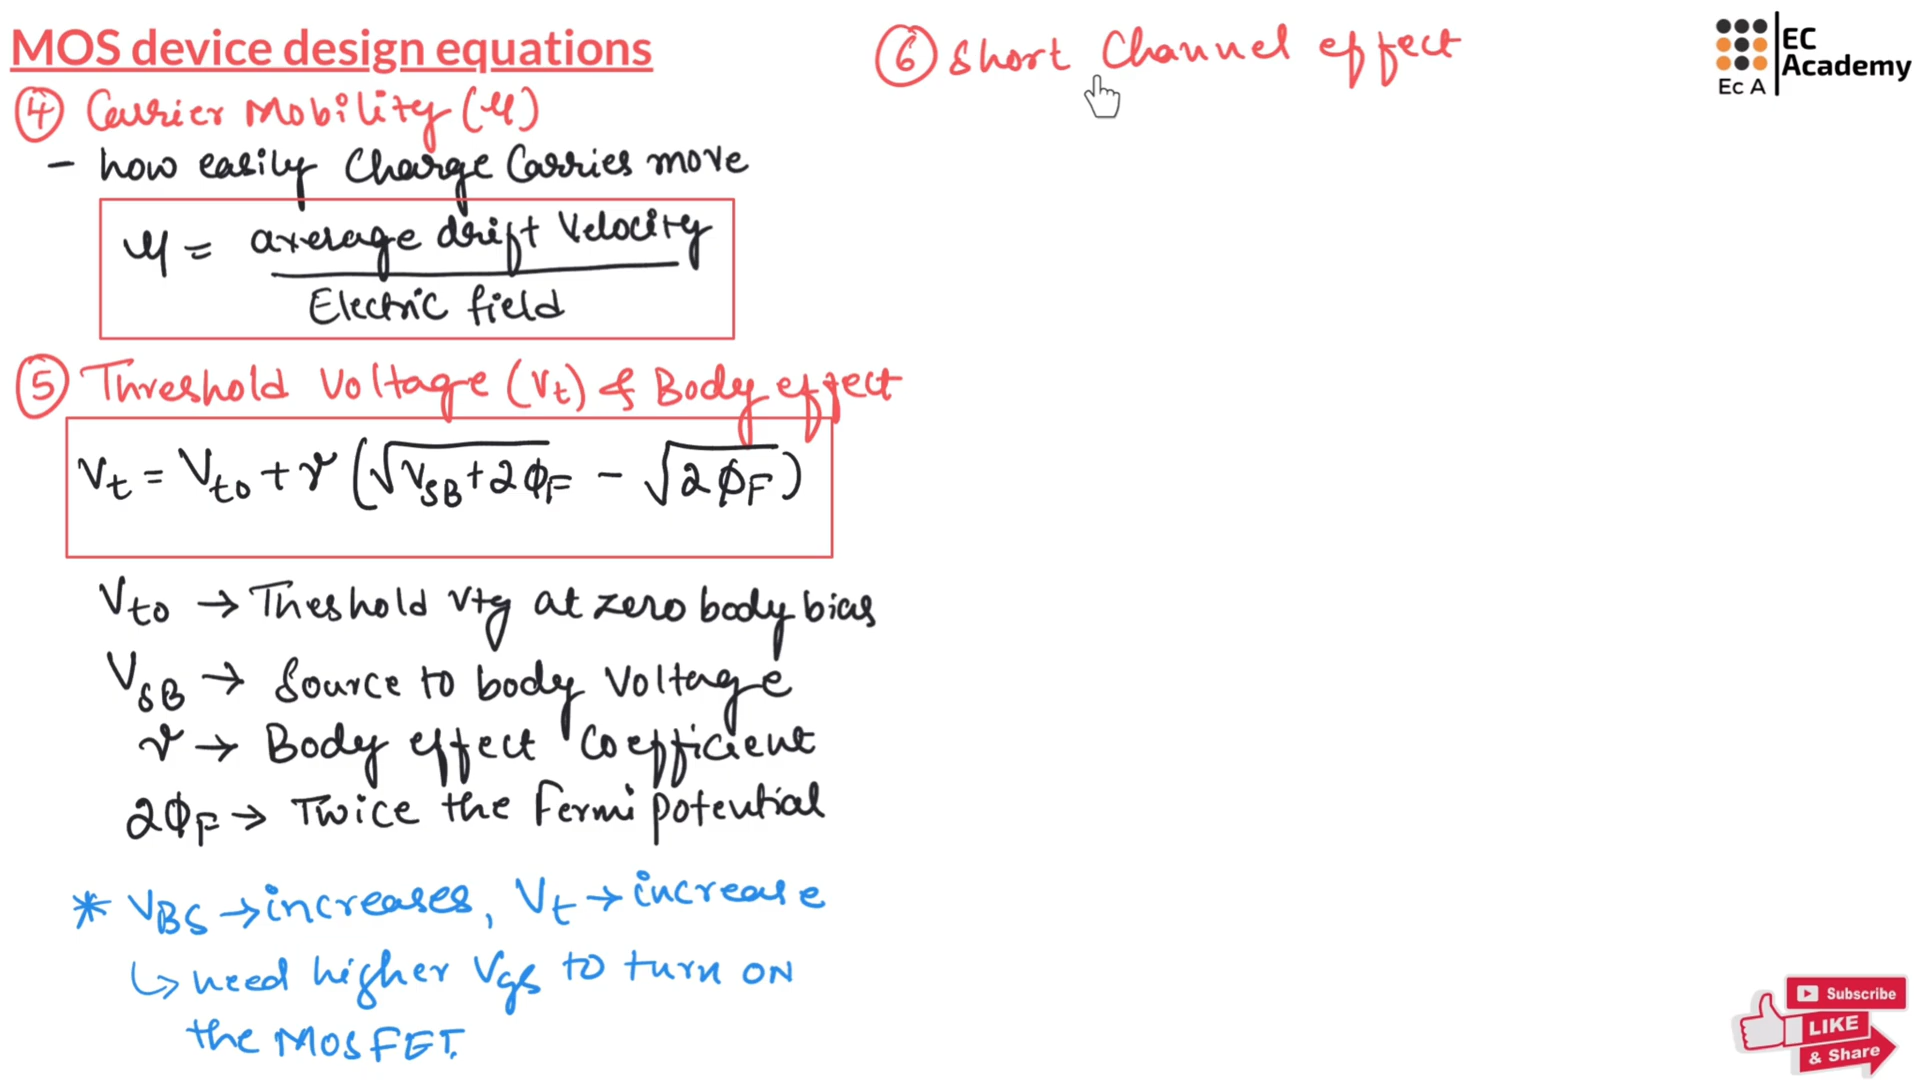 MOS device design equations
④ Carrier Mobility (μ)
- how easily Charge Carries move
μ = average drift Velocity / Electric field
⑤ Threshold Voltage (Vt) & Body effect
Vt = Vto + γ (√VSB+2ϕF - √2ϕF)
Vto → Theshold Vtg at zero body bias
VSB → Source to body Voltage
γ → Body effect Coefficient
2ϕF → Twice the Fermi potential
* VBS → increases, Vt → increase
↳ need higher Vgs to turn ON
the MOSFET.
⑥ Short Channel effect
EC
Academy
Ec A
Subscribe
LIKE
& Share